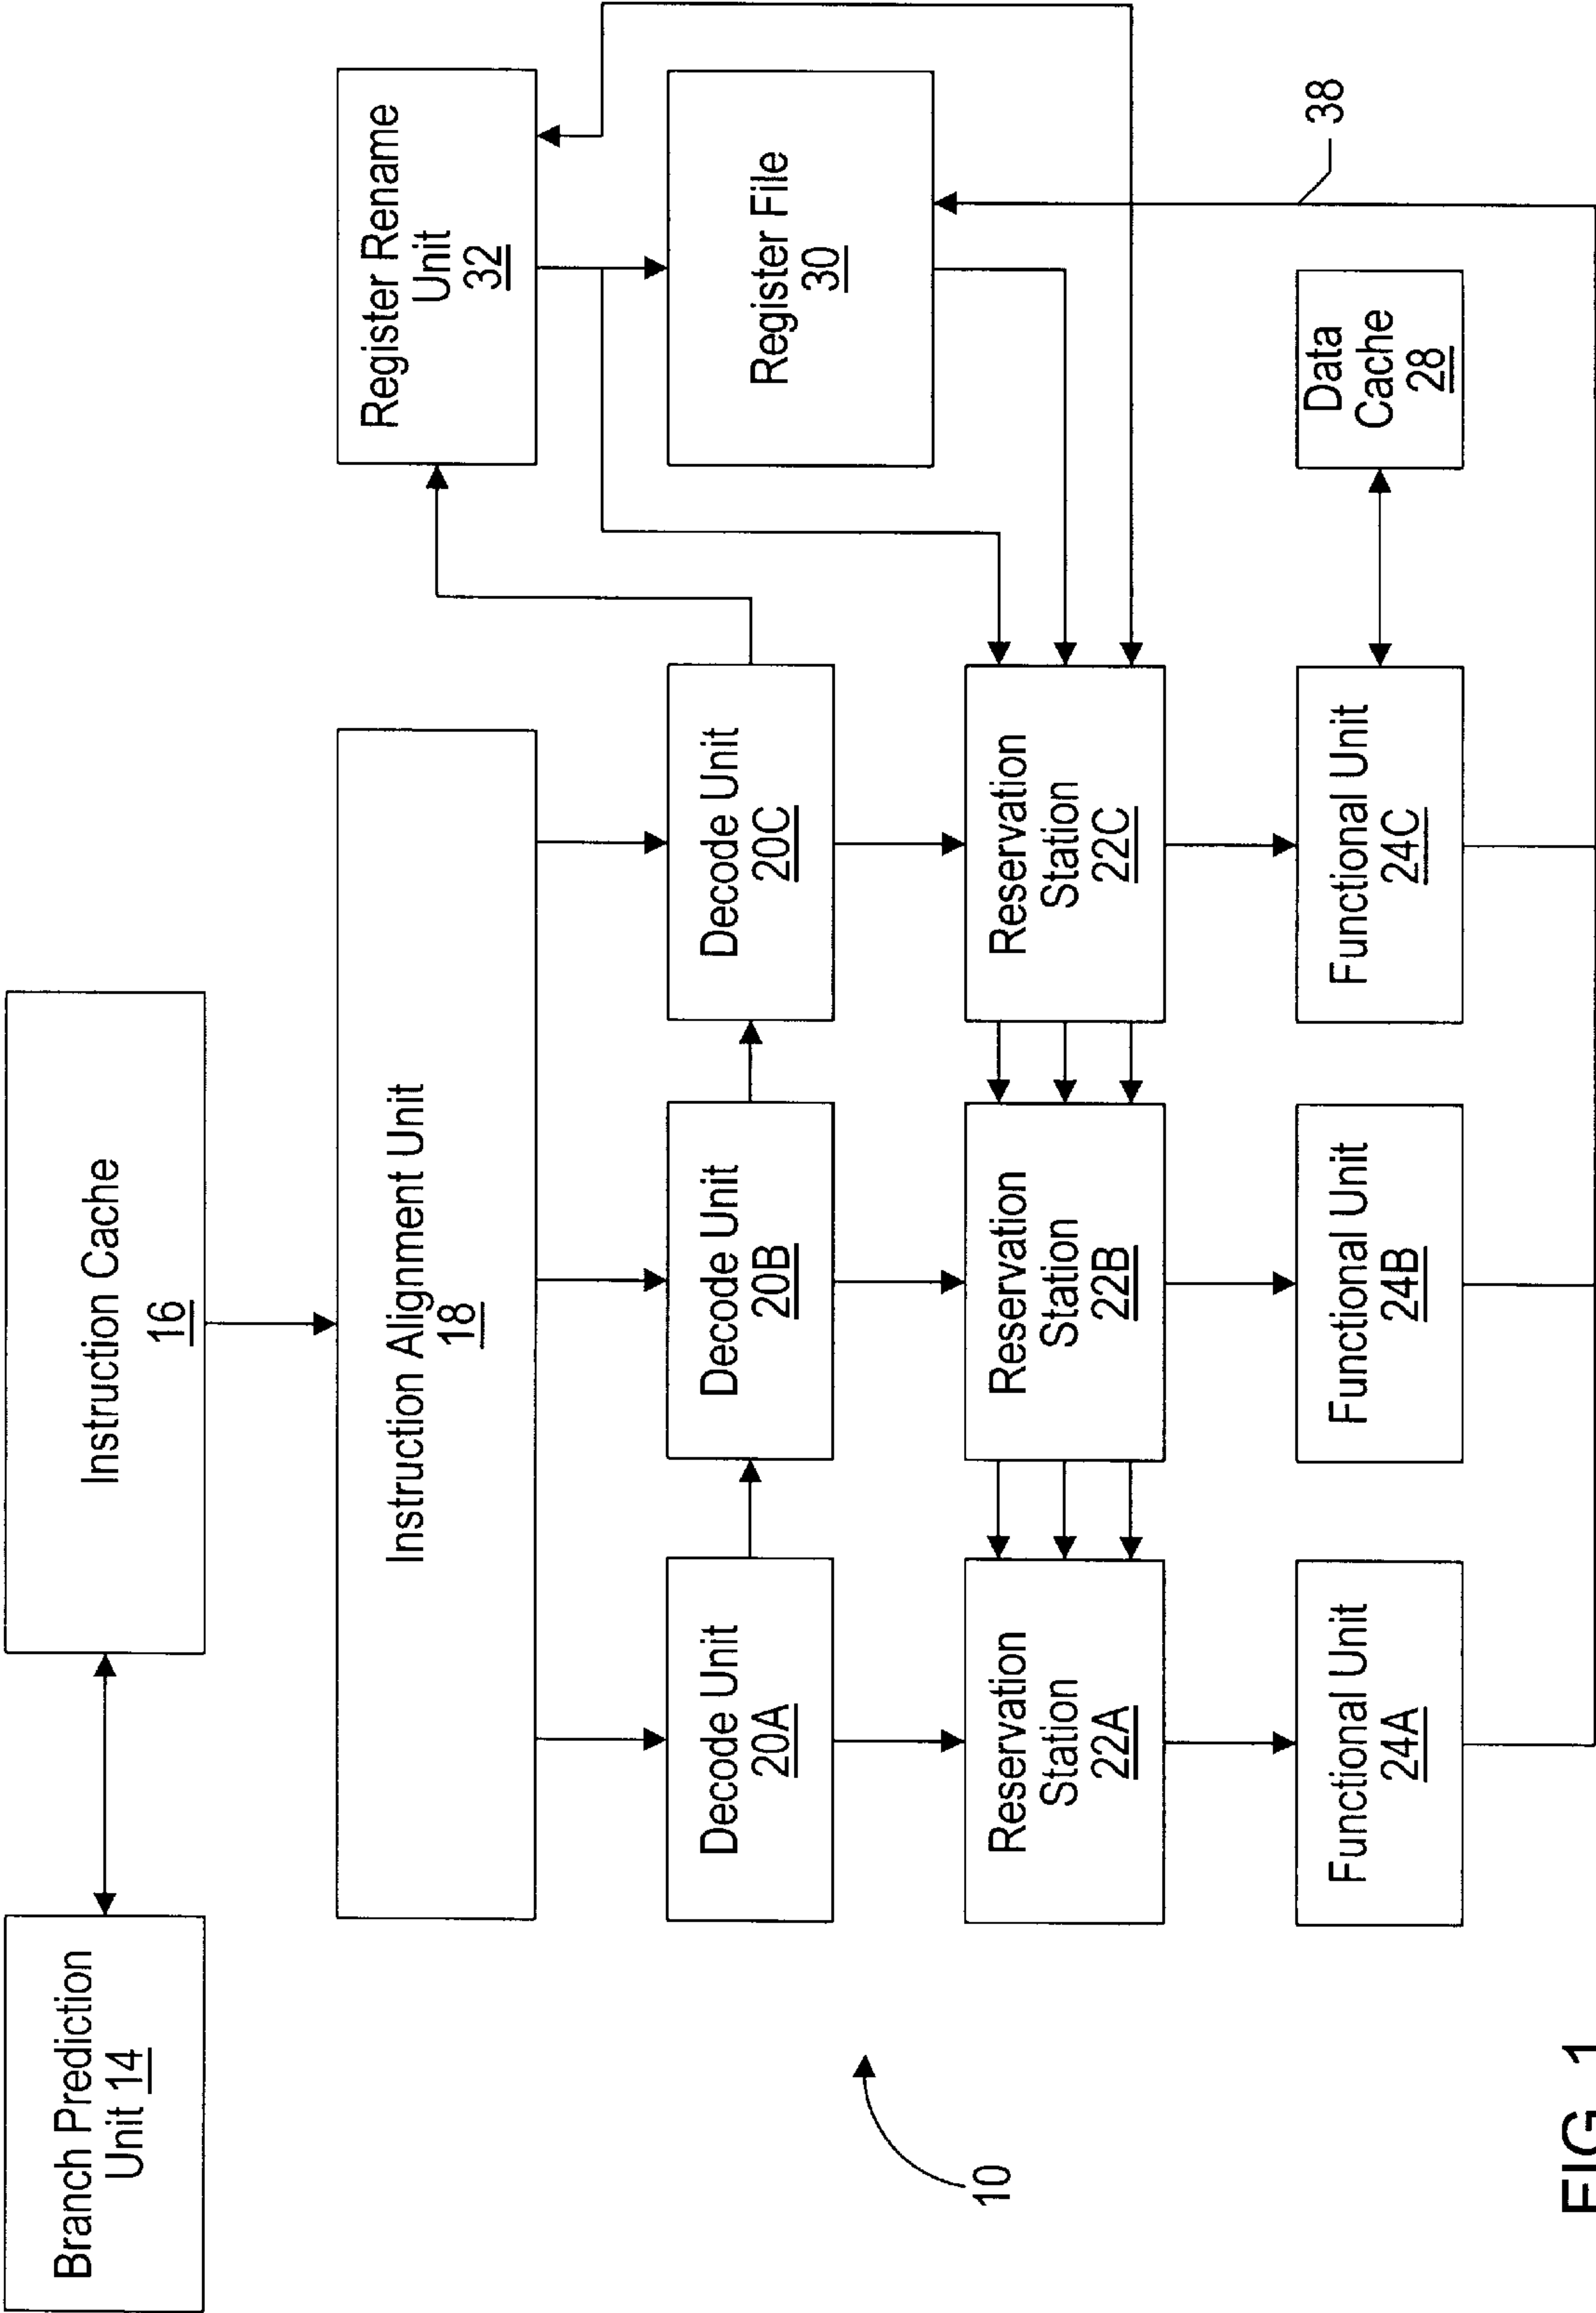 Branch Prediction
Unit 14
Instruction Cache
16
Instruction Alignment Unit
18
Register Rename
Unit
32
Decode Unit
20A
Decode Unit
20B
Decode Unit
20C
Register File
30
Reservation
Station
22A
Reservation
Station
22B
Reservation
Station
22C
Functional Unit
24A
Functional Unit
24B
Functional Unit
24C
Data
Cache
28
38
10
FIG. 1